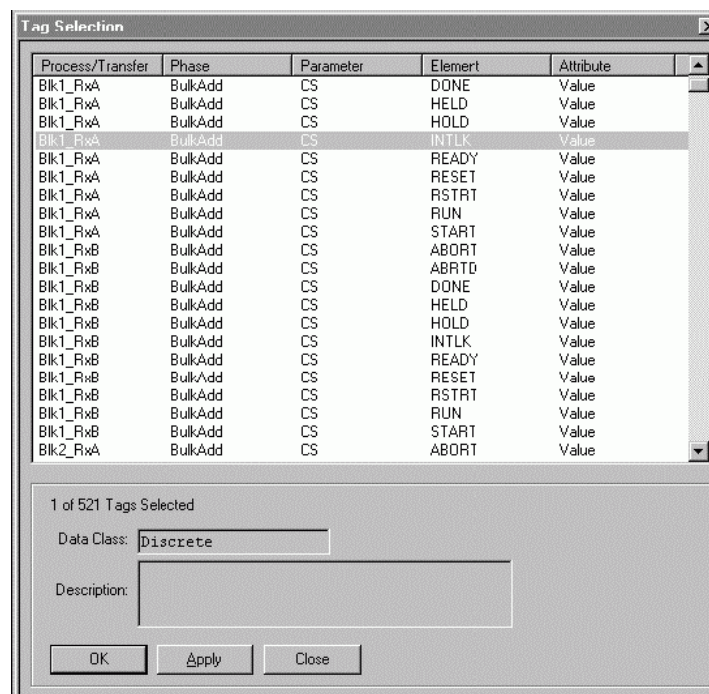 Tag Selection
Process/Transfer Phase Parameter Element Attribute
Blk1_RxA BulkAdd CS DONE Value
Blk1_RxA BulkAdd CS HELD Value
Blk1_RxA BulkAdd CS HOLD Value
Blk1_RxA BulkAdd CS INTLK Value
Blk1_RxA BulkAdd CS READY Value
Blk1_RxA BulkAdd CS RESET Value
Blk1_RxA BulkAdd CS RSTRT Value
Blk1_RxA BulkAdd CS RUN Value
Blk1_RxA BulkAdd CS START Value
Blk1_RxB BulkAdd CS ABORT Value
Blk1_RxB BulkAdd CS ABRTD Value
Blk1_RxB BulkAdd CS DONE Value
Blk1_RxB BulkAdd CS HELD Value
Blk1_RxB BulkAdd CS HOLD Value
Blk1_RxB BulkAdd CS INTLK Value
Blk1_RxB BulkAdd CS READY Value
Blk1_RxB BulkAdd CS RESET Value
Blk1_RxB BulkAdd CS RSTRT Value
Blk1_RxB BulkAdd CS RUN Value
Blk1_RxB BulkAdd CS START Value
Blk2_RxA BulkAdd CS ABORT Value
1 of 521 Tags Selected
Data Class: Discrete
Description:
OK Apply Close